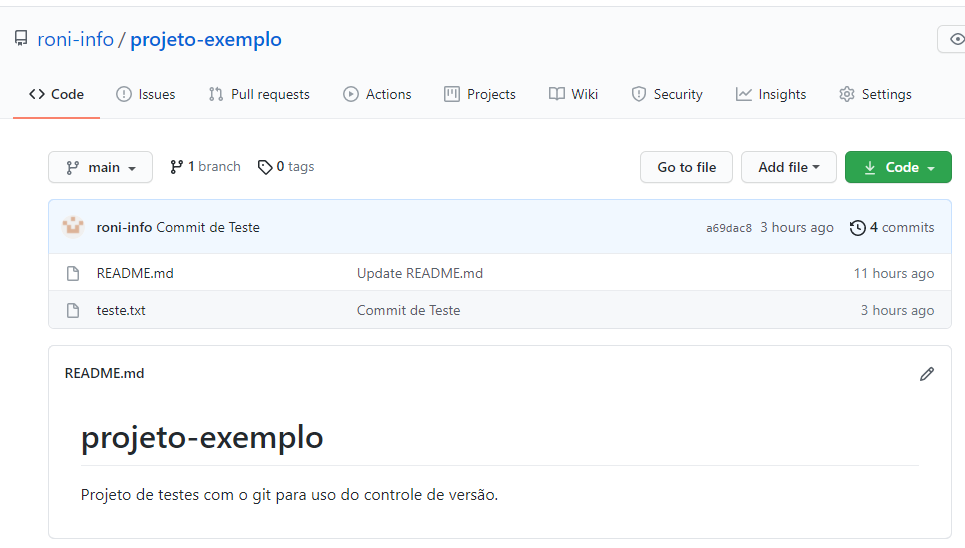 roni-info / projeto-exemplo
Code Issues Pull requests Actions Projects Wiki Security Insights Settings
main 1 branch 0 tags Go to file Add file Code
roni-info Commit de Teste a69dac8 3 hours ago 4 commits
README.md Update README.md 11 hours ago
teste.txt Commit de Teste 3 hours ago
README.md
projeto-exemplo
Projeto de testes com o git para uso do controle de versão.